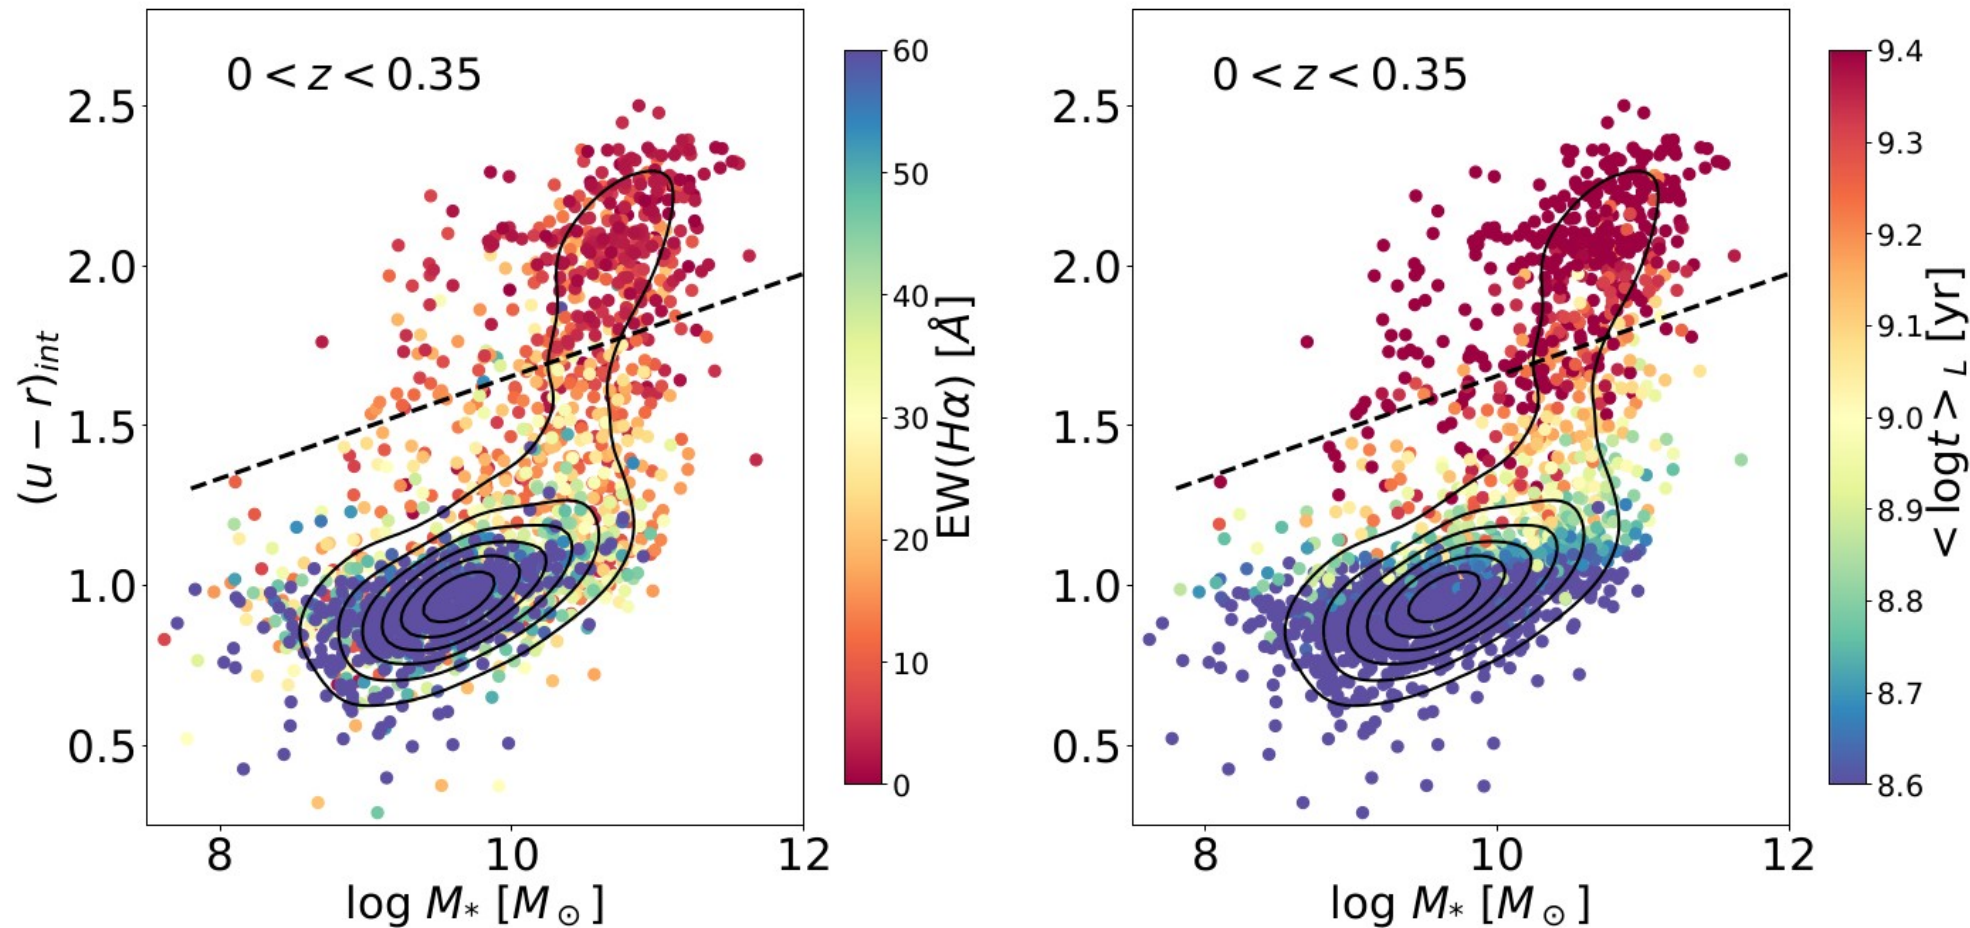 0 < z < 0.35
2.5
2.0
1.5
1.0
0.5
(u − r)int
8 10 12
log M* [M⊙]
60
50
40
30
20
10
0
EW(Hα) [Å]
0 < z < 0.35
2.5
2.0
1.5
1.0
0.5
8 10 12
log M* [M⊙]
9.4
9.3
9.2
9.1
9.0
8.9
8.8
8.7
8.6
< logt > L [yr]